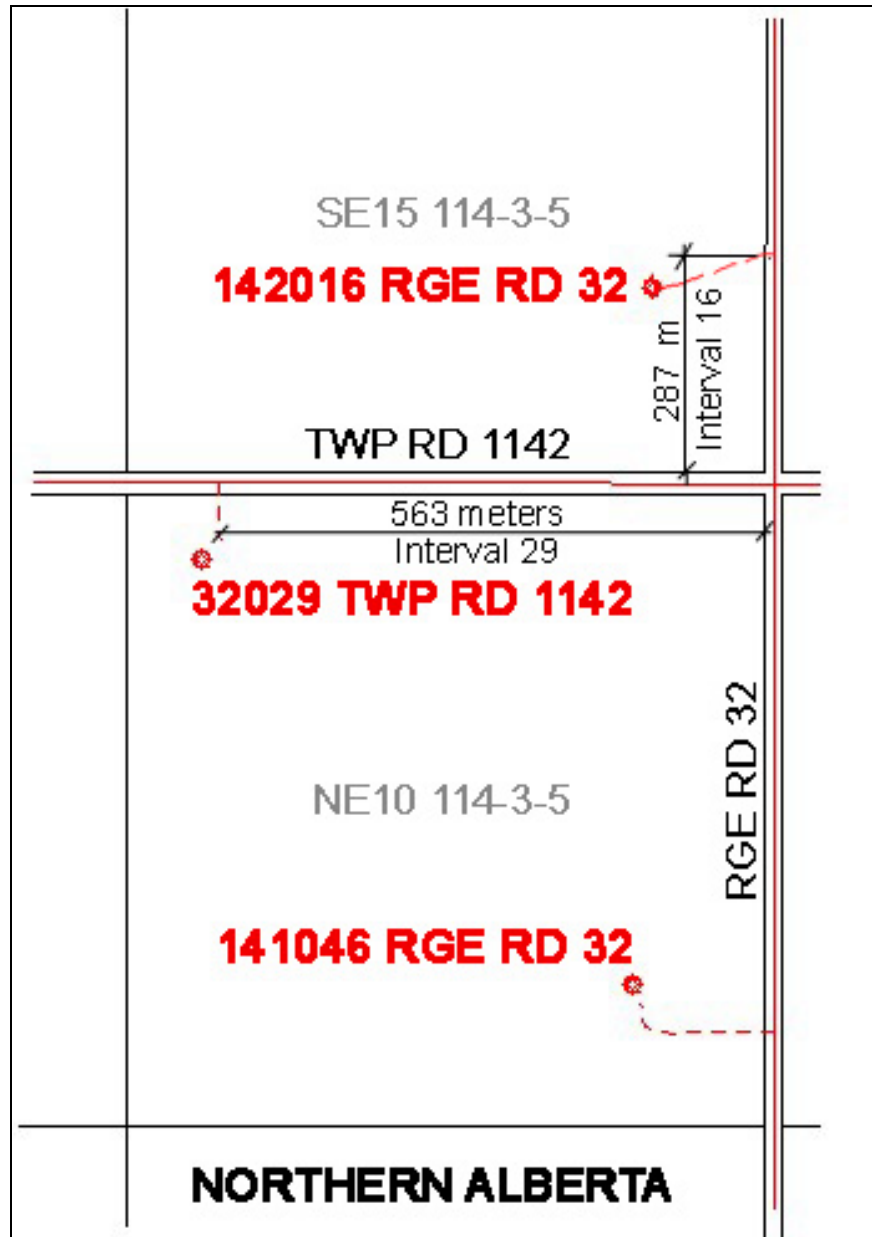 SE15 114-3-5
142016 RGE RD 32
287 m
Interval 16
TWP RD 1142
563 meters
Interval 29
32029 TWP RD 1142
RGE RD 32
NE10 114-3-5
141046 RGE RD 32
NORTHERN ALBERTA